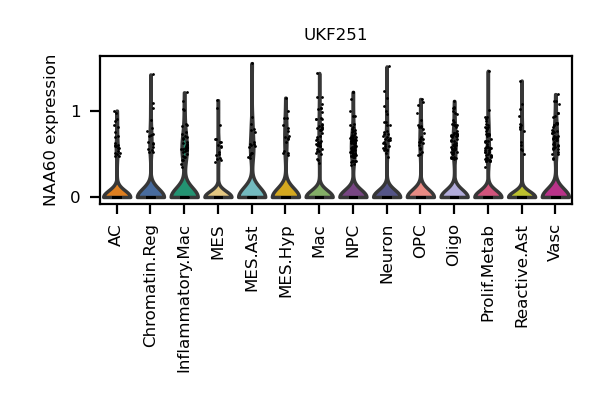 UKF251
NAA60 expression
1
0
AC
Chromatin.Reg
Inflammatory.Mac
MES
MES.Ast
MES.Hyp
Mac
NPC
Neuron
OPC
Oligo
Prolif.Metab
Reactive.Ast
Vasc